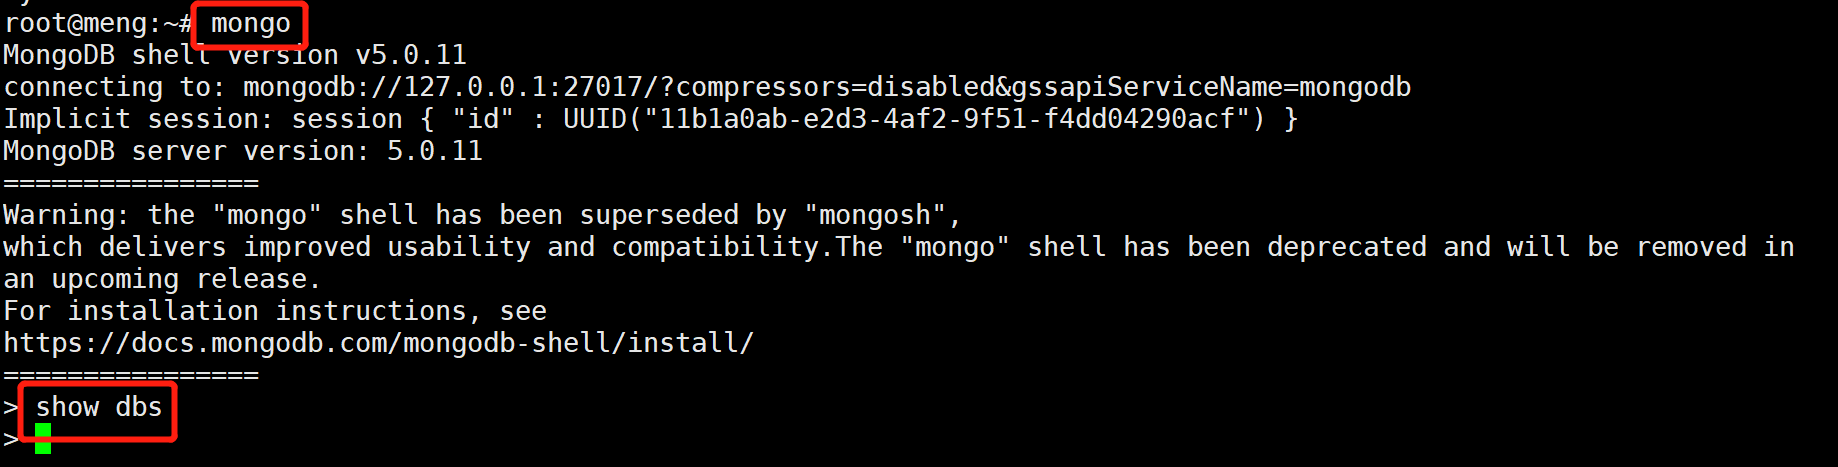 root@meng:~# mongo
MongoDB shell version v5.0.11
connecting to: mongodb://127.0.0.1:27017/?compressors=disabled&gssapiServiceName=mongodb
Implicit session: session { "id" : UUID("11b1a0ab-e2d3-4af2-9f51-f4dd04290acf") }
MongoDB server version: 5.0.11
================
Warning: the "mongo" shell has been superseded by "mongosh",
which delivers improved usability and compatibility.The "mongo" shell has been deprecated and will be removed in
an upcoming release.
For installation instructions, see
https://docs.mongodb.com/mongodb-shell/install/
================
> show dbs
>